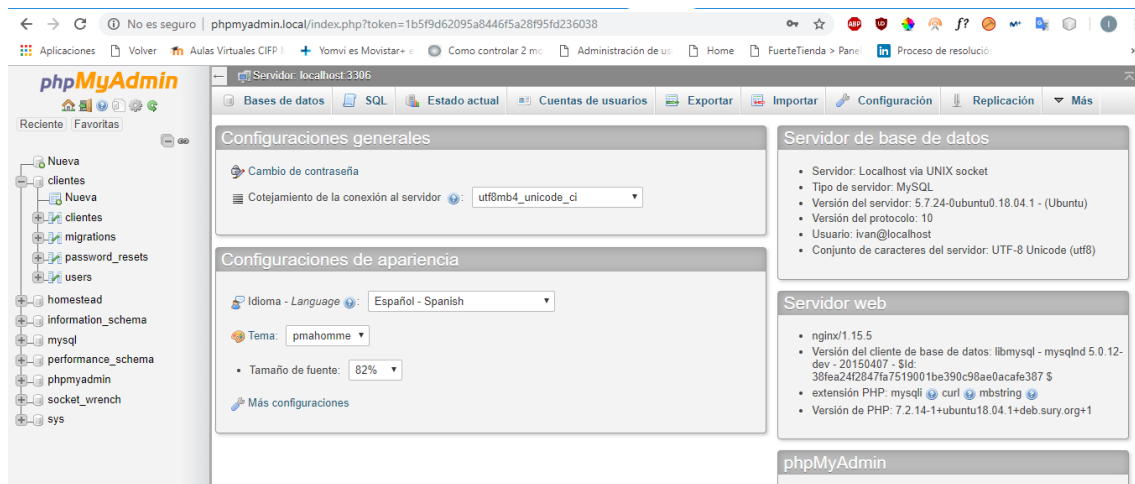 No es seguro | phpmyadmin.local/index.php?token=1b5f9d62095a8446f5a28f95fd236038
Aplicaciones Volver Aulas Virtuales CIFP Yomvi es Movistar+ e Como controlar 2 mo Administración de us Home FuerteTienda > Panel Proceso de resolució
phpMyAdmin
Reciente Favoritas
Nueva
clientes
Nueva
clientes
migrations
password_resets
users
homestead
information_schema
mysql
performance_schema
phpmyadmin
socket_wrench
sys
Servidor: localhost:3306
Bases de datos SQL Estado actual Cuentas de usuarios Exportar Importar Configuración Replicación Más
Configuraciones generales
Cambio de contraseña
Cotejamiento de la conexión al servidor : utf8mb4_unicode_ci
Configuraciones de apariencia
Idioma - Language : Español - Spanish
Tema: pmahomme
Tamaño de fuente: 82%
Más configuraciones
Servidor de base de datos
Servidor: Localhost via UNIX socket
Tipo de servidor: MySQL
Versión del servidor: 5.7.24-0ubuntu0.18.04.1 - (Ubuntu)
Versión del protocolo: 10
Usuario: ivan@localhost
Conjunto de caracteres del servidor: UTF-8 Unicode (utf8)
Servidor web
nginx/1.15.5
Versión del cliente de base de datos: libmysql - mysqlnd 5.0.12-
dev - 20150407 - $Id:
38fea24f2847fa7519001be390c98ae0acafe387 $
extensión PHP: mysqli curl mbstring
Versión de PHP: 7.2.14-1+ubuntu18.04.1+deb.sury.org+1
phpMyAdmin